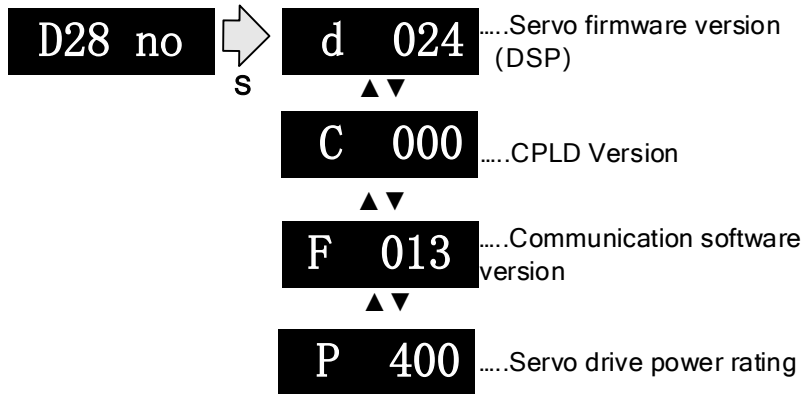 D28 no
S
d 024
.....Servo firmware version
(DSP)
▲▼
C 000
.....CPLD Version
▲▼
F 013
.....Communication software
version
▲▼
P 400
.....Servo drive power rating